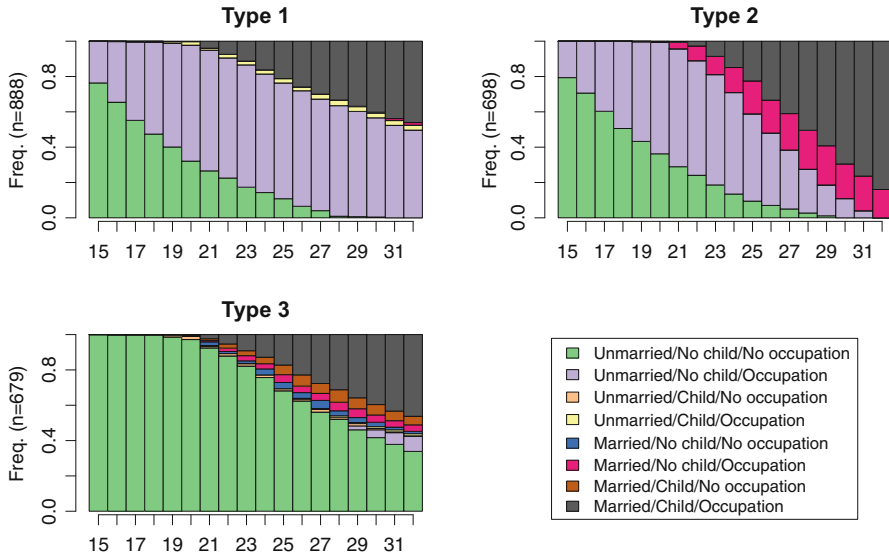 Type 1
Freq. (n=888)
0.0 0.4 0.8
15 17 19 21 23 25 27 29 31
Type 2
Freq. (n=698)
0.0 0.4 0.8
15 17 19 21 23 25 27 29 31
Type 3
Freq. (n=679)
0.0 0.4 0.8
15 17 19 21 23 25 27 29 31
Unmarried/No child/No occupation
Unmarried/No child/Occupation
Unmarried/Child/No occupation
Unmarried/Child/Occupation
Married/No child/No occupation
Married/No child/Occupation
Married/Child/No occupation
Married/Child/Occupation